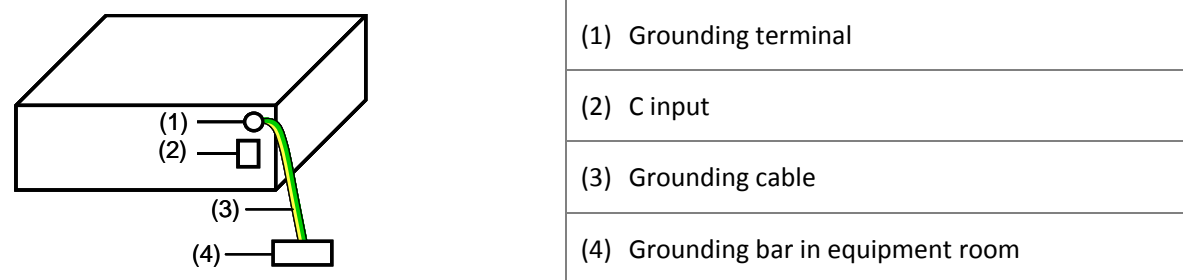 (1)
(2)
(3)
(4)
(1) Grounding terminal
(2) C input
(3) Grounding cable
(4) Grounding bar in equipment room